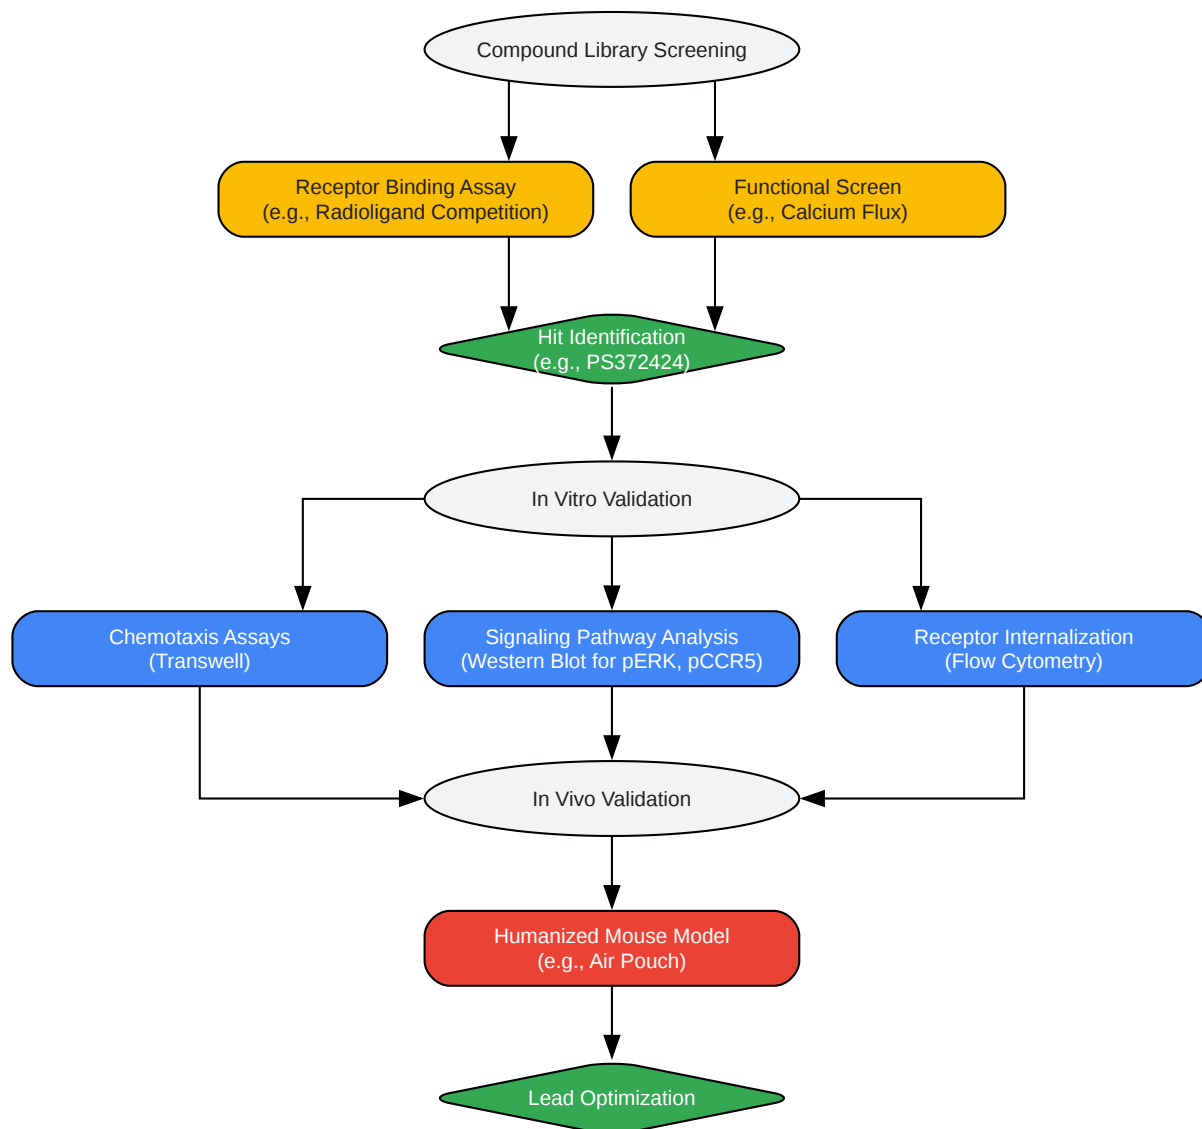 Compound Library Screening
Receptor Binding Assay
(e.g., Radioligand Competition)
Functional Screen
(e.g., Calcium Flux)
Hit Identification
(e.g., PS372424)
In Vitro Validation
Chemotaxis Assays
(Transwell)
Signaling Pathway Analysis
(Western Blot for pERK, pCCR5)
Receptor Internalization
(Flow Cytometry)
In Vivo Validation
Humanized Mouse Model
(e.g., Air Pouch)
Lead Optimization